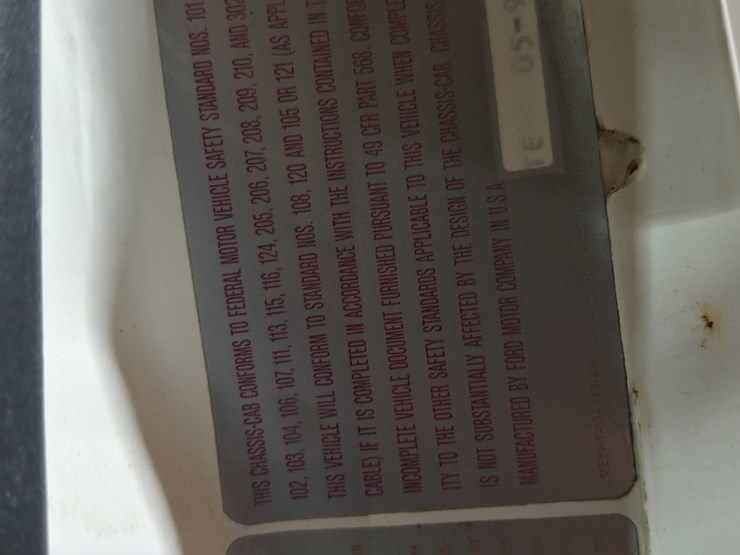 THIS CHASSIS-CAB CONFORMS TO FEDERAL MOTOR VEHICLE SAFETY STANDARD NOS. 101
102, 103, 104, 106, 107, 111, 113, 115, 116, 124, 205, 206, 207, 208, 209, 210, AND 302
THIS VEHICLE WILL CONFORM TO STANDARD NOS. 108, 120 AND 105 OR 121 (AS APPL
CABLE) IF IT IS COMPLETED IN ACCORDANCE WITH THE INSTRUCTIONS CONTAINED IN T
INCOMPLETE VEHICLE DOCUMENT FURNISHED PURSUANT TO 49 CFR PART 568. CONFO
ITY TO THE OTHER SAFETY STANDARDS APPLICABLE TO THIS VEHICLE WHEN COMPLE
IS NOT SUBSTANTIALLY AFFECTED BY THE DESIGN OF THE CHASSIS-CAB. CHASSIS
MANUFACTURED BY FORD MOTOR COMPANY IN U.S.A
TE 05-9